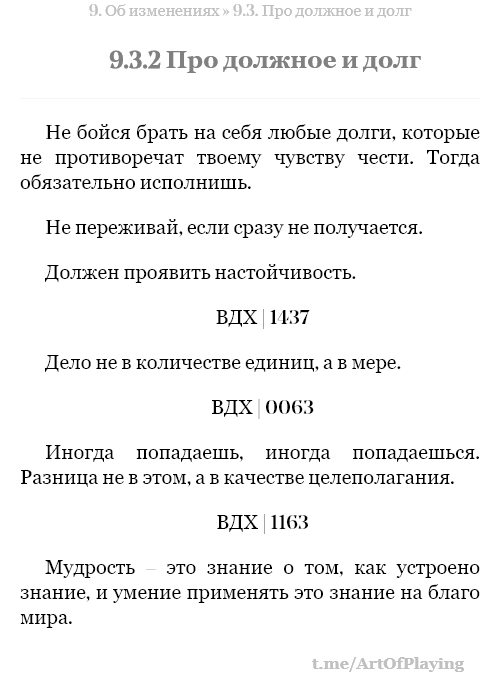 9. Об изменениях » 9.3. Про должное и долг
9.3.2 Про должное и долг
Не бойся брать на себя любые долги, которые
не противоречат твоему чувству чести. Тогда
обязательно исполнишь.
Не переживай, если сразу не получается.
Должен проявить настойчивость.
ВДХ | 1437
Дело не в количестве единиц, а в мере.
ВДХ | 0063
Иногда попадаешь, иногда попадаешься.
Разница не в этом, а в качестве целеполагания.
ВДХ | 1163
Мудрость – это знание о том, как устроено
знание, и умение применять это знание на благо
мира.
t.me/ArtOfPlaying